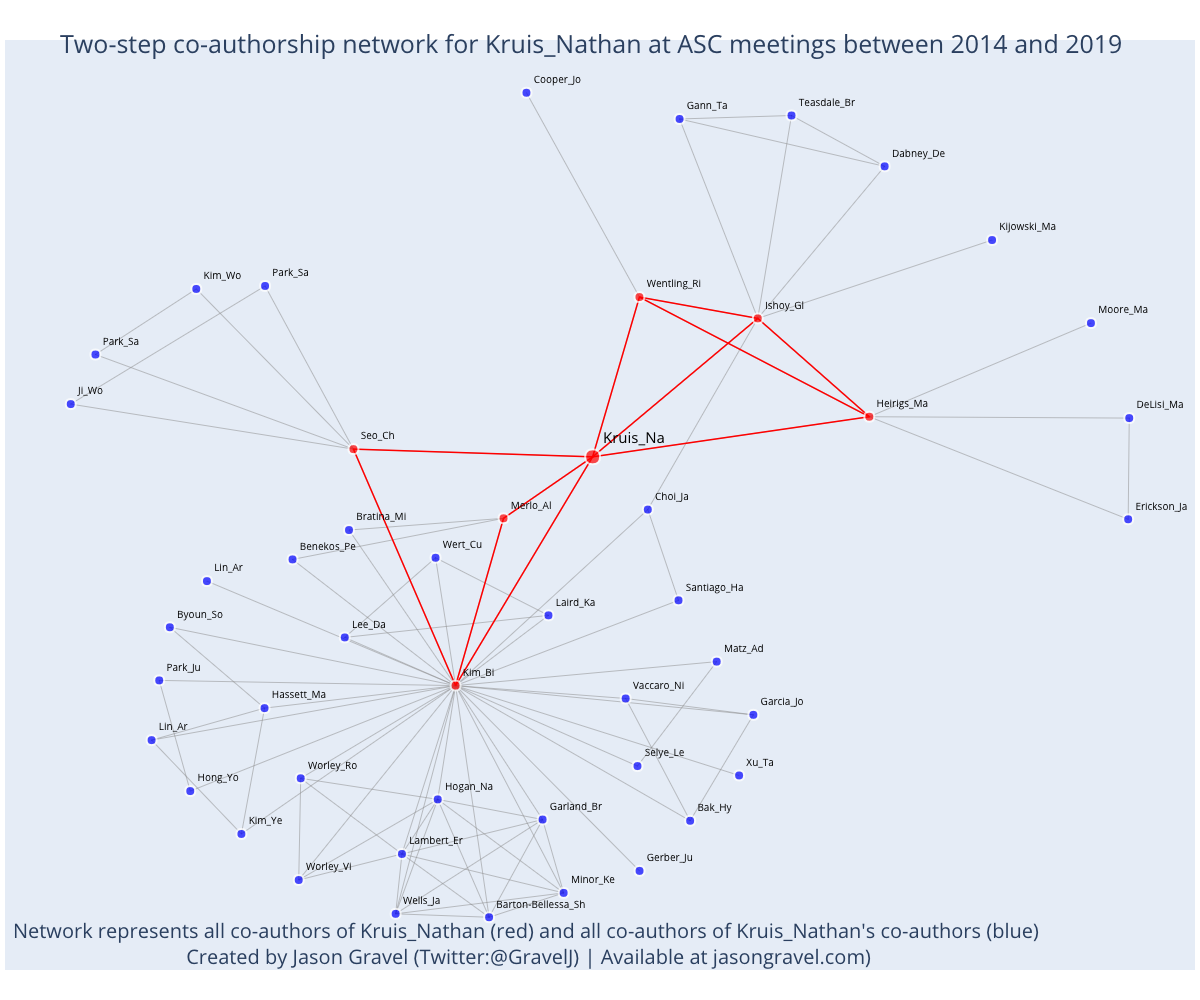 Two-step co-authorship network for Kruis_Nathan at ASC meetings between 2014 and 2019
Cooper_Jo
Gann_Ta
Teasdale_Br
Dabney_De
Kijowski_Ma
Kim_Wo
Park_Sa
Wentling_Ri
Ishoy_Gl
Moore_Ma
Park_Sa
Ji_Wo
Heirigs_Ma
DeLisi_Ma
Seo_Ch
Kruis_Na
Choi_Ja
Erickson_Ja
Merlo_Al
Bratina_Mi
Benekos_Pe
Wert_Cu
Lin_Ar
Santiago_Ha
Laird_Ka
Byoun_So
Lee_Da
Matz_Ad
Park_Ju
Kim_Bi
Vaccaro_Ni
Hassett_Ma
Garcia_Jo
Lin_Ar
Selye_Le
Xu_Ta
Hong_Yo
Worley_Ro
Hogan_Na
Garland_Br
Bak_Hy
Kim_Ye
Lambert_Er
Gerber_Ju
Worley_Vi
Minor_Ke
Wells_Ja
Barton-Bellessa_Sh
Network represents all co-authors of Kruis_Nathan (red) and all co-authors of Kruis_Nathan's co-authors (blue)
Created by Jason Gravel (Twitter:@GravelJ) | Available at jasongravel.com)